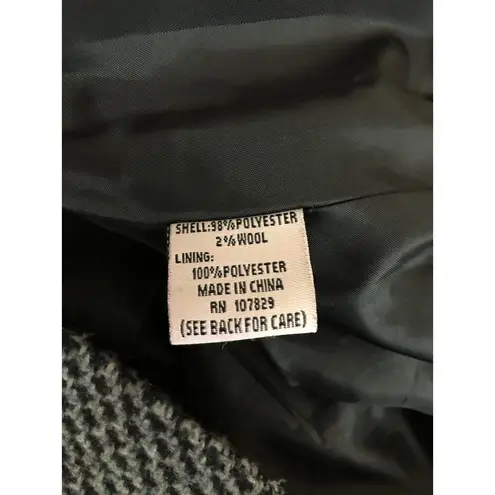 SHELL:98%POLYESTER
2%WOOL
LINING:
100%POLYESTER
MADE IN CHINA
RN 107829
(SEE BACK FOR CARE)